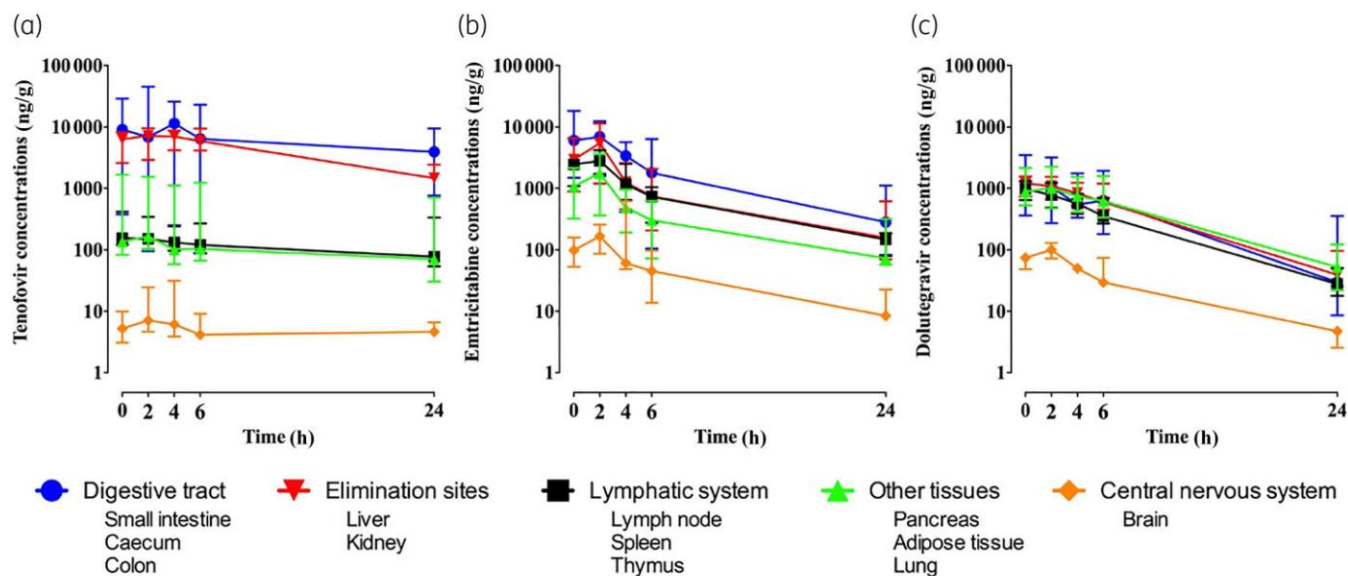 (a)
(b)
(c)
Tenofovir concentrations (ng/g)
100 000
10 000
1000
100
10
1
0 2 4 6 24
Time (h)
Emtricitabine concentrations (ng/g)
100 000
10 000
1000
100
10
1
0 2 4 6 24
Time (h)
Dolutegravir concentrations (ng/g)
100 000
10 000
1000
100
10
1
0 2 4 6 24
Time (h)
Digestive tract
Small intestine
Caecum
Colon
Elimination sites
Liver
Kidney
Lymphatic system
Lymph node
Spleen
Thymus
Other tissues
Pancreas
Adipose tissue
Lung
Central nervous system
Brain